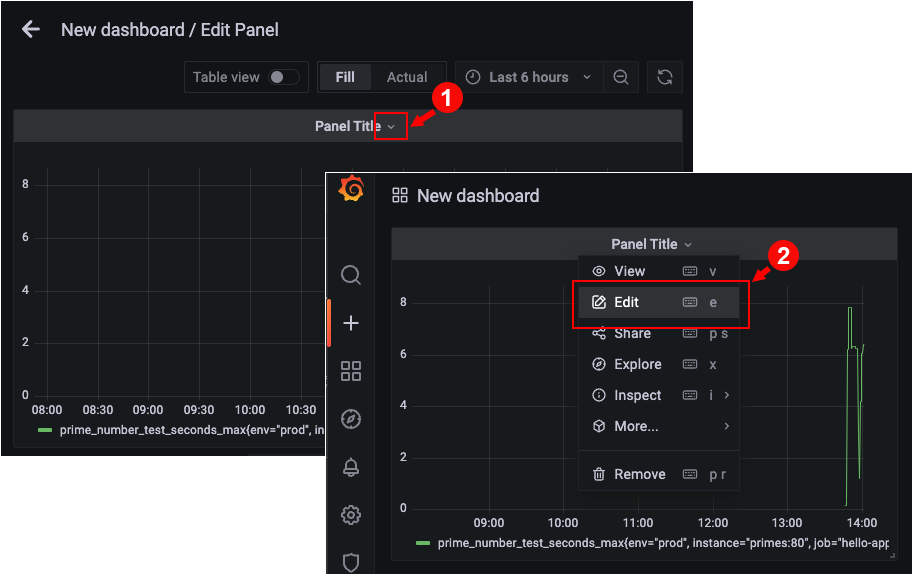 New dashboard / Edit Panel
Table view Fill Actual Last 6 hours
1
Panel Title
8
6
4
2
0
08:00 08:30 09:00 09:30 10:00 10:30
prime_number_test_seconds_max{env="prod", in
New dashboard
Panel Title
2
View v
Edit e
Share p s
Explore x
Inspect i
More...
Remove p r
8
6
4
2
0
09:00 10:00 11:00 12:00 13:00 14:00
prime_number_test_seconds_max{env="prod", instance="primes:80", job="hello-app